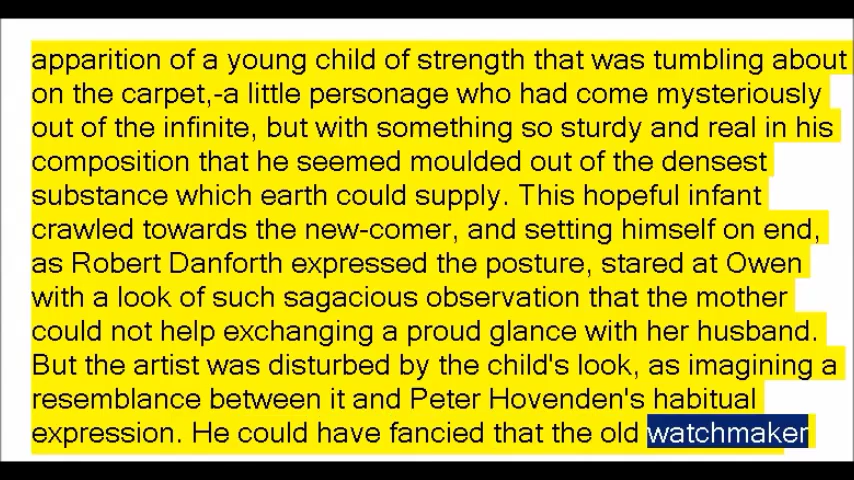 apparition of a young child of strength that was tumbling about
on the carpet,-a little personage who had come mysteriously
out of the infinite, but with something so sturdy and real in his
composition that he seemed moulded out of the densest
substance which earth could supply. This hopeful infant
crawled towards the new-comer, and setting himself on end,
as Robert Danforth expressed the posture, stared at Owen
with a look of such sagacious observation that the mother
could not help exchanging a proud glance with her husband.
But the artist was disturbed by the child's look, as imagining a
resemblance between it and Peter Hovenden's habitual
expression. He could have fancied that the old watchmaker